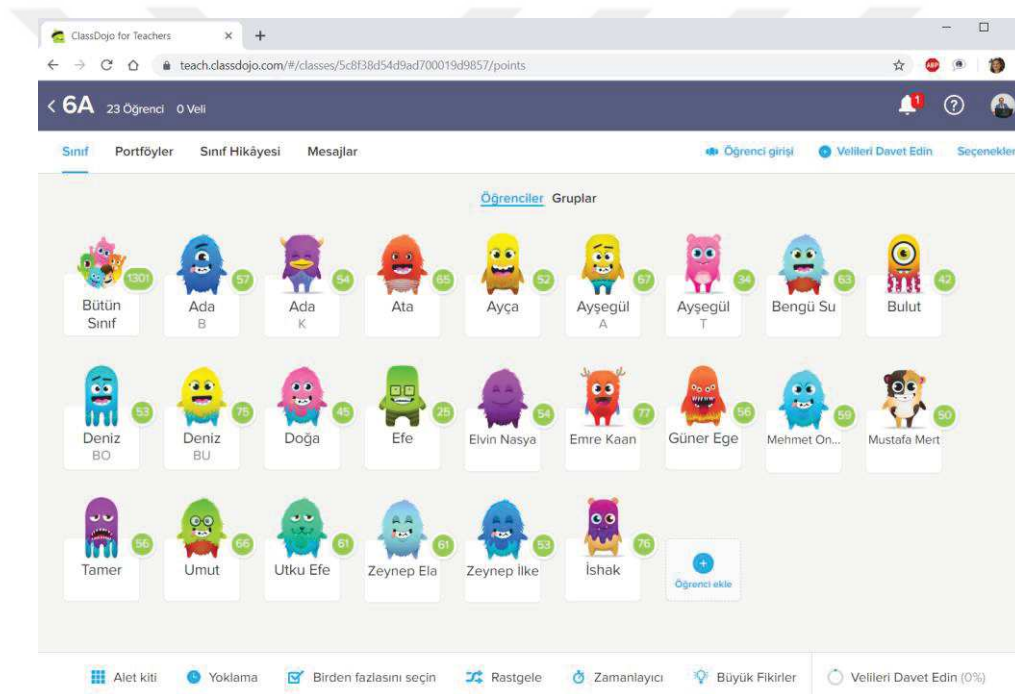 ClassDojo for Teachers
teach.classdojo.com/#/classes/5c8f38d54d9ad700019d9857/points
ABP
6A 23 Öğrenci 0 Veli
1
Sınıf Portföyler Sınıf Hikâyesi Mesajlar Öğrenci girişi Velileri Davet Edin Seçenekler
Öğrenciler Gruplar
1301 57 54 65 52 67 34 63 42
Bütün Sınıf
Ada B
Ada K
Ata
Ayça
Ayşegül A
Ayşegül T
Bengü Su
Bulut
53 75 45 25 54 77 56 59 50
Deniz BO
Deniz BU
Doğa
Efe
Elvin Nasya
Emre Kaan
Güner Ege
Mehmet On...
Mustafa Mert
56 66 61 61 53 76
Tamer
Umut
Utku Efe
Zeynep Ela
Zeynep İlke
İshak
Öğrenci ekle
Alet kiti Yoklama Birden fazlasını seçin Rastgele Zamanlayıcı Büyük Fikirler Velileri Davet Edin (0%)